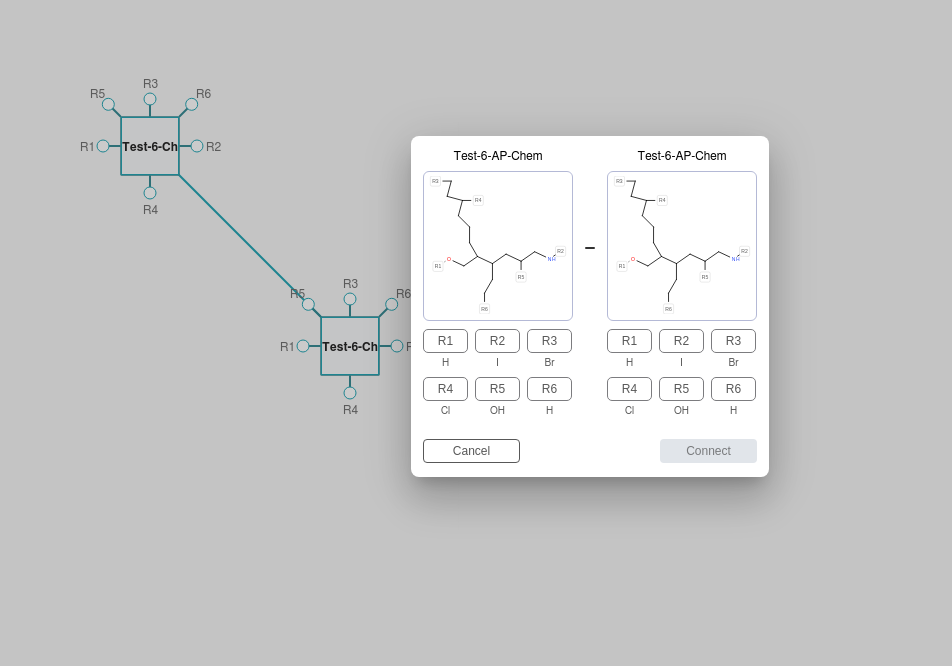 R3
R5
R6
R1
Test-6-Ch
R2
R4
R3
R5
R6
R1
Test-6-Ch
R4
Test-6-AP-Chem
Test-6-AP-Chem
R3
R4
R1
O
NH
R2
R5
R6
R3
R4
R1
O
NH
R2
R5
R6
R1 R2 R3
H I Br
R4 R5 R6
Cl OH H
R1 R2 R3
H I Br
R4 R5 R6
Cl OH H
Cancel
Connect